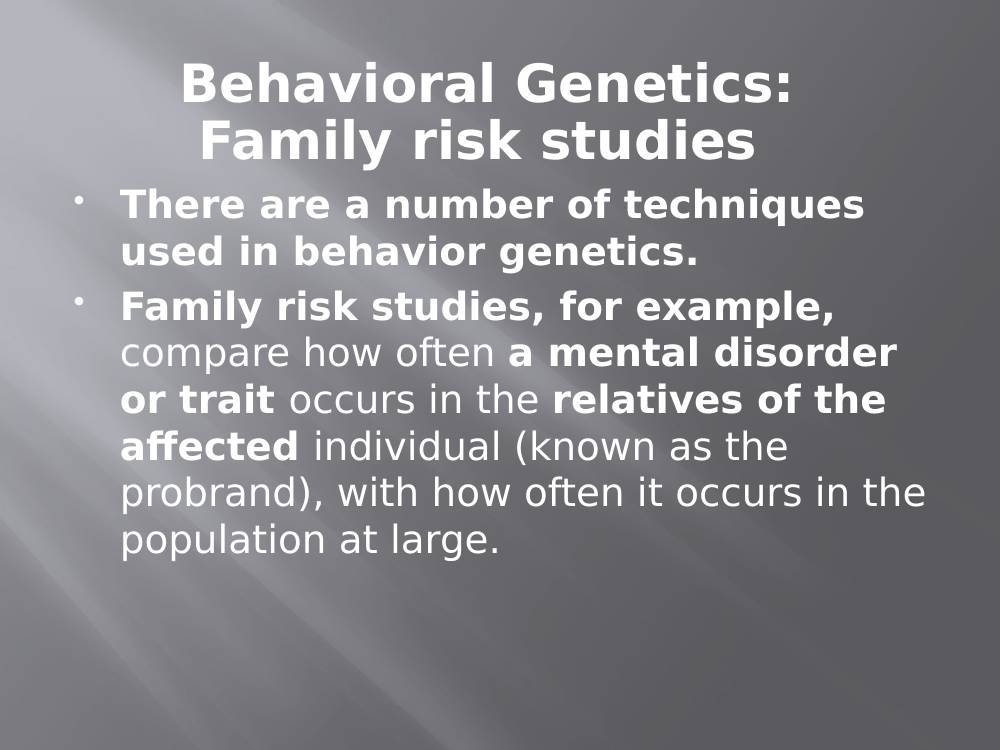 Behavioral Genetics:
Family risk studies
• There are a number of techniques
used in behavior genetics.
• Family risk studies, for example,
compare how often a mental disorder
or trait occurs in the relatives of the
affected individual (known as the
probrand), with how often it occurs in the
population at large.